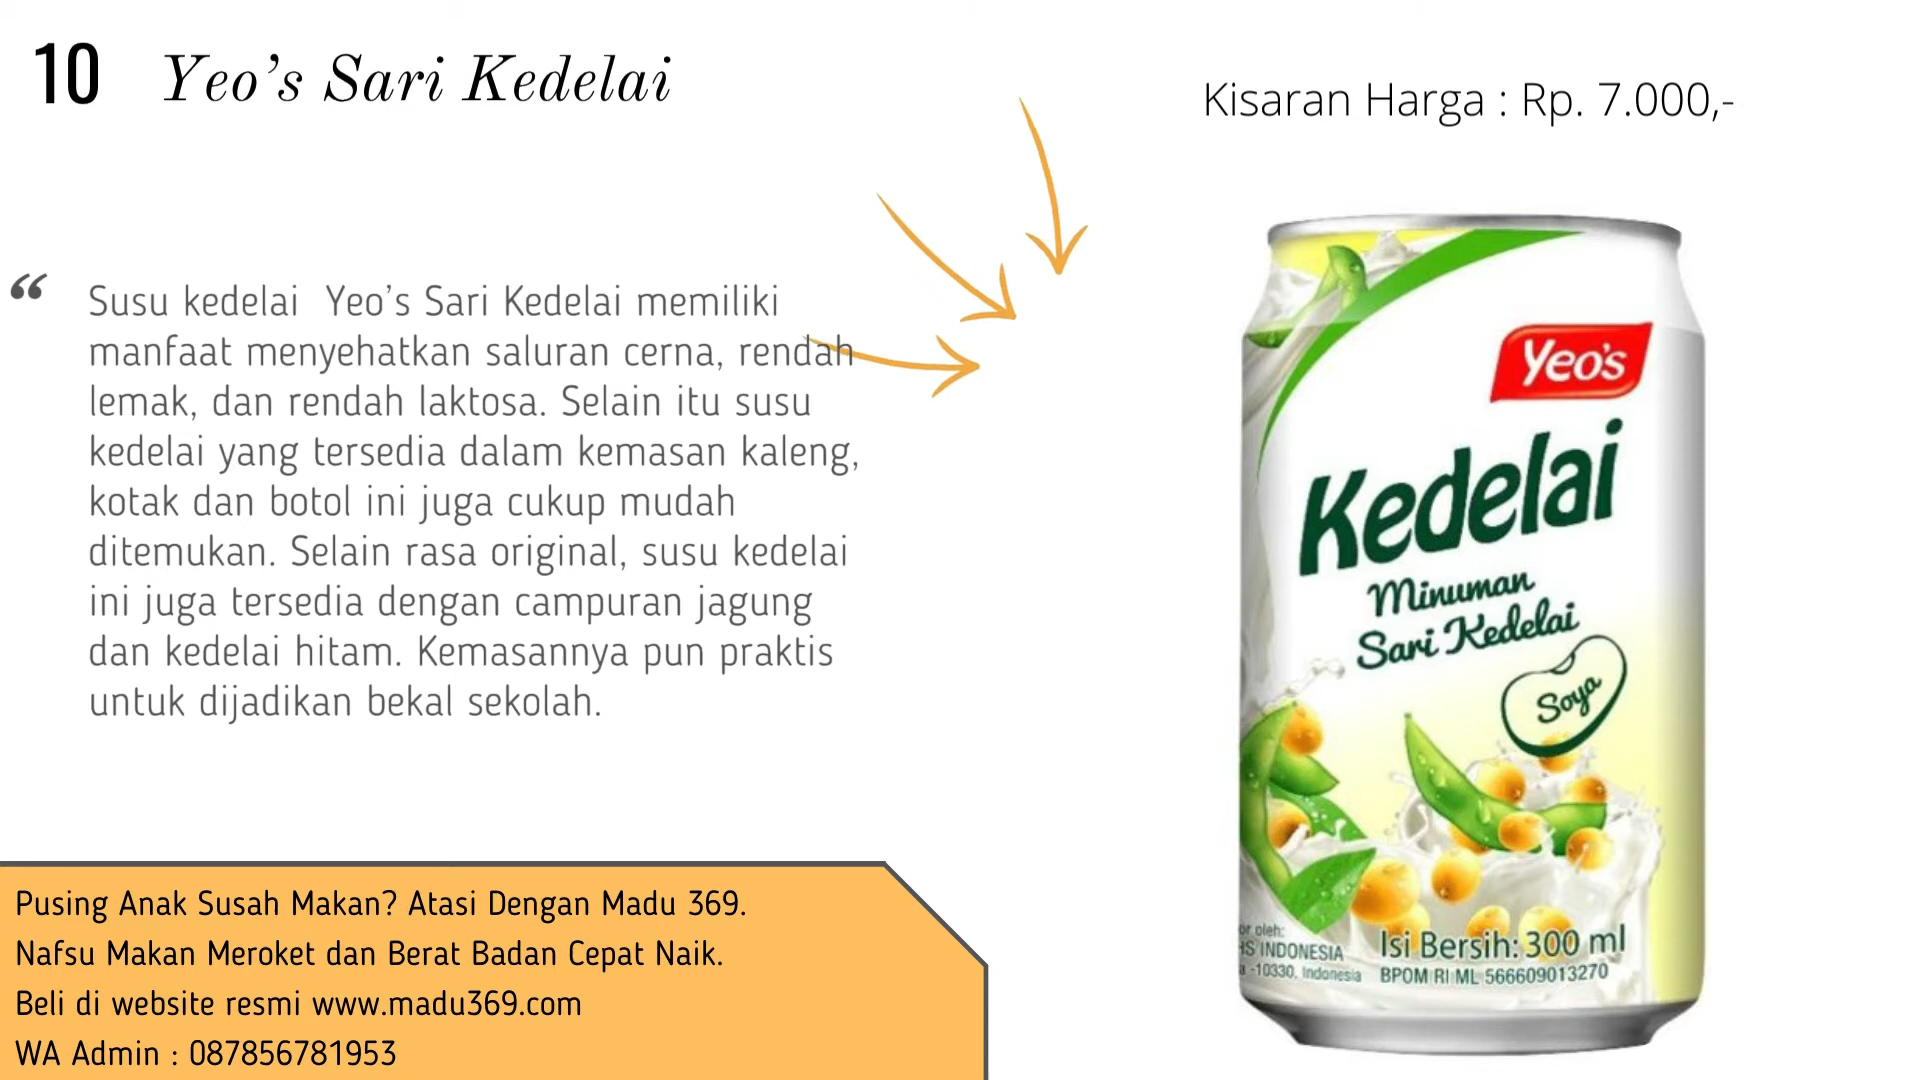 10 Yeo's Sari Kedelai
Kisaran Harga : Rp. 7.000,-
“ Susu kedelai Yeo's Sari Kedelai memiliki
manfaat menyehatkan saluran cerna, rendah
lemak, dan rendah laktosa. Selain itu susu
kedelai yang tersedia dalam kemasan kaleng,
kotak dan botol ini juga cukup mudah
ditemukan. Selain rasa original, susu kedelai
ini juga tersedia dengan campuran jagung
dan kedelai hitam. Kemasannya pun praktis
untuk dijadikan bekal sekolah.
Yeo's
Kedelai
Minuman
Sari Kedelai
Soya
oleh:
INDONESIA
-10330, Indonesia
Isi Bersih: 300 ml
BPOM RI ML 566609013270
Pusing Anak Susah Makan? Atasi Dengan Madu 369.
Nafsu Makan Meroket dan Berat Badan Cepat Naik.
Beli di website resmi www.madu369.com
WA Admin : 087856781953